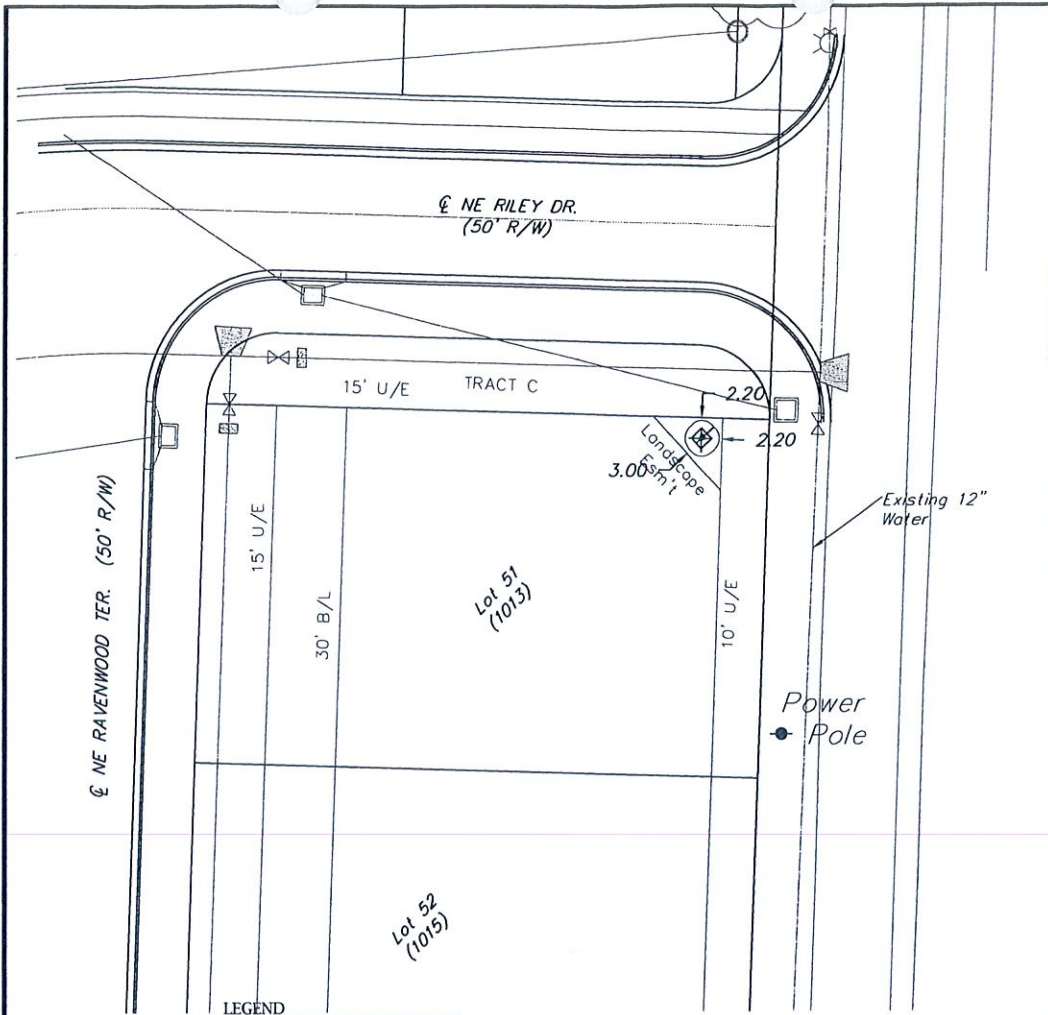 ℄ NE RILEY DR.
(50' R/W)
15' U/E
TRACT C
2.20
2.20
Landscape
Esm't
3.00
Existing 12"
Water
℄ NE RAVENWOOD TER. (50' R/W)
15' U/E
30' B/L
Lot 51
(1013)
10' U/E
Power
Pole
Lot 52
(1015)
LEGEND